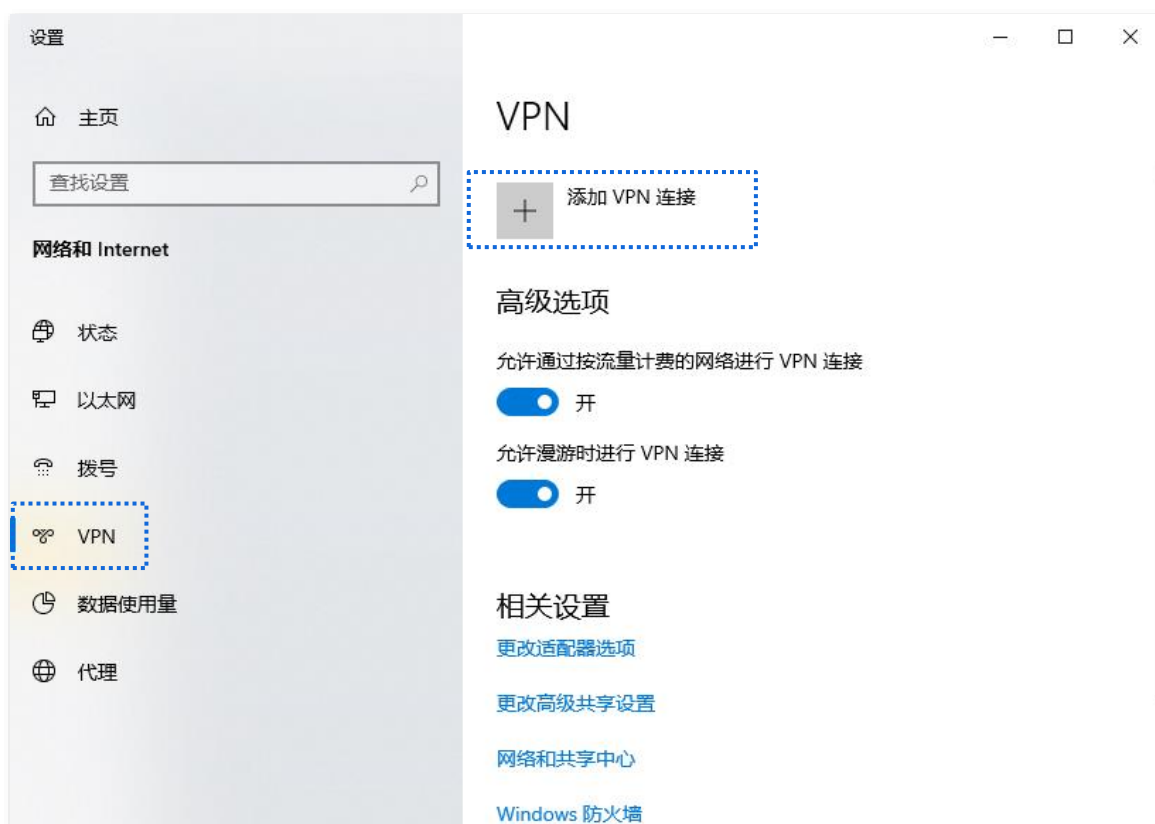 设置
主页
查找设置
网络和 Internet
状态
以太网
拨号
VPN
数据使用量
代理
VPN
添加 VPN 连接
高级选项
允许通过按流量计费的网络进行 VPN 连接
开
允许漫游时进行 VPN 连接
开
相关设置
更改适配器选项
更改高级共享设置
网络和共享中心
Windows 防火墙